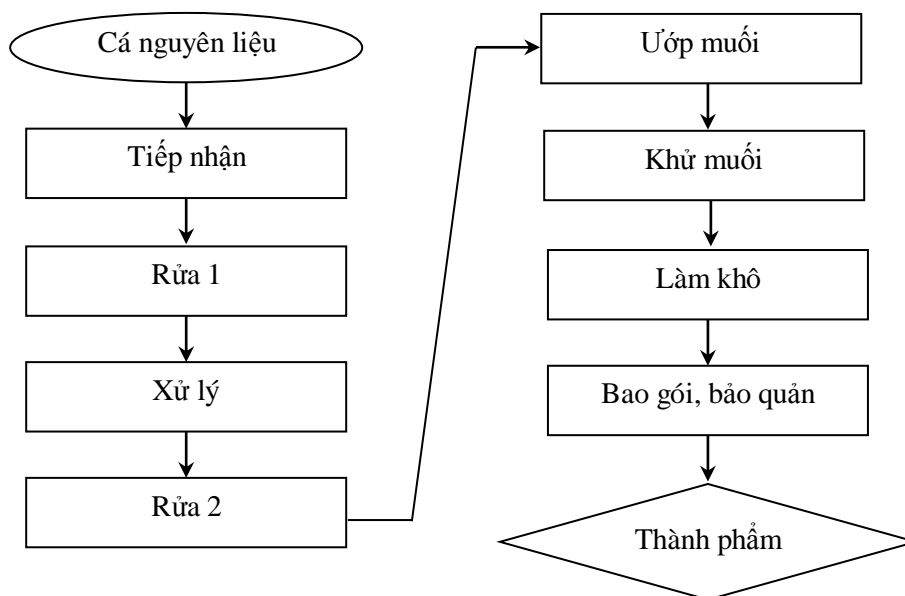 Cá nguyên liệu
Tiếp nhận
Rửa 1
Xử lý
Rửa 2
Ướp muối
Khử muối
Làm khô
Bao gói, bảo quản
Thành phẩm